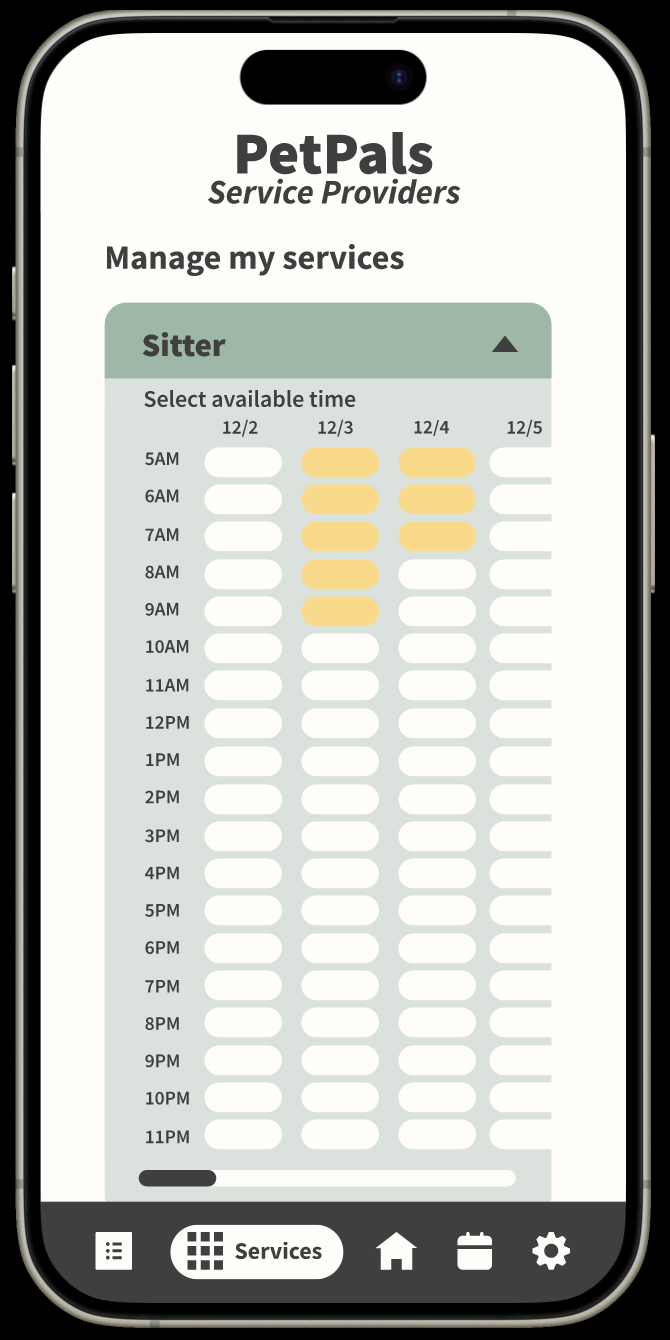 PetPals
Service Providers
Manage my services
Sitter
Select available time
12/2 12/3 12/4 12/5
5AM
6AM
7AM
8AM
9AM
10AM
11AM
12PM
1PM
2PM
3PM
4PM
5PM
6PM
7PM
8PM
9PM
10PM
11PM
Services